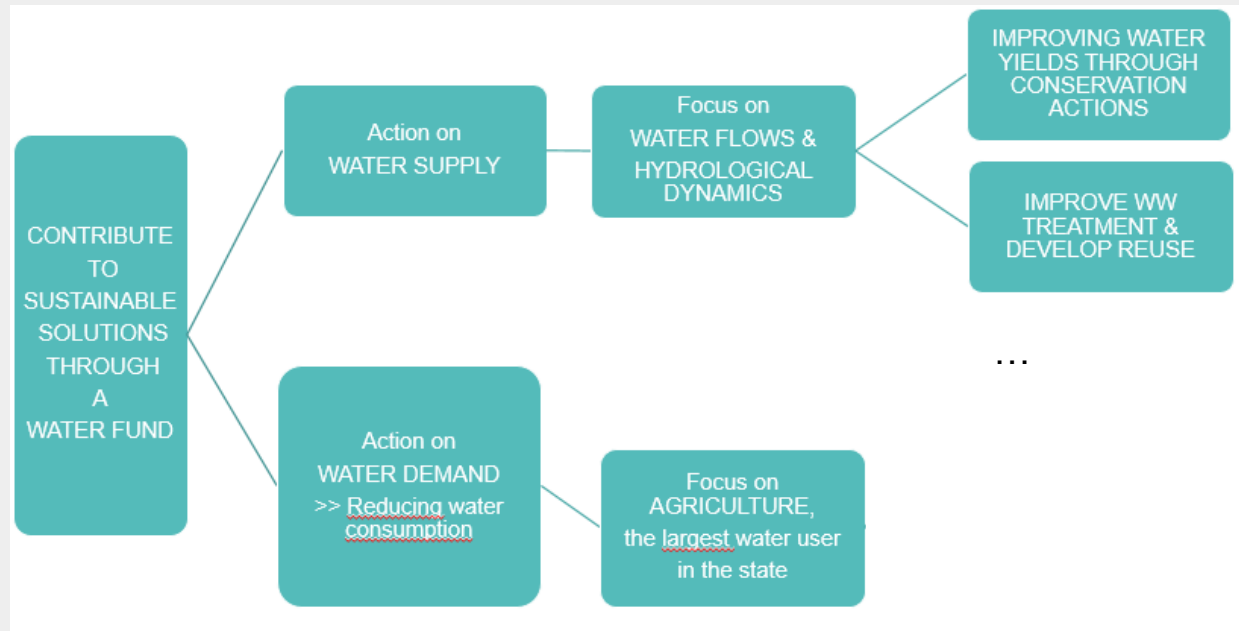 CONTRIBUTE
TO
SUSTAINABLE
SOLUTIONS
THROUGH
A
WATER FUND
Action on
WATER SUPPLY
Focus on
WATER FLOWS &
HYDROLOGICAL
DYNAMICS
IMPROVING WATER
YIELDS THROUGH
CONSERVATION
ACTIONS
IMPROVE WW
TREATMENT &
DEVELOP REUSE
...
Action on
WATER DEMAND
>> Reducing water
consumption
Focus on
AGRICULTURE,
the largest water user
in the state